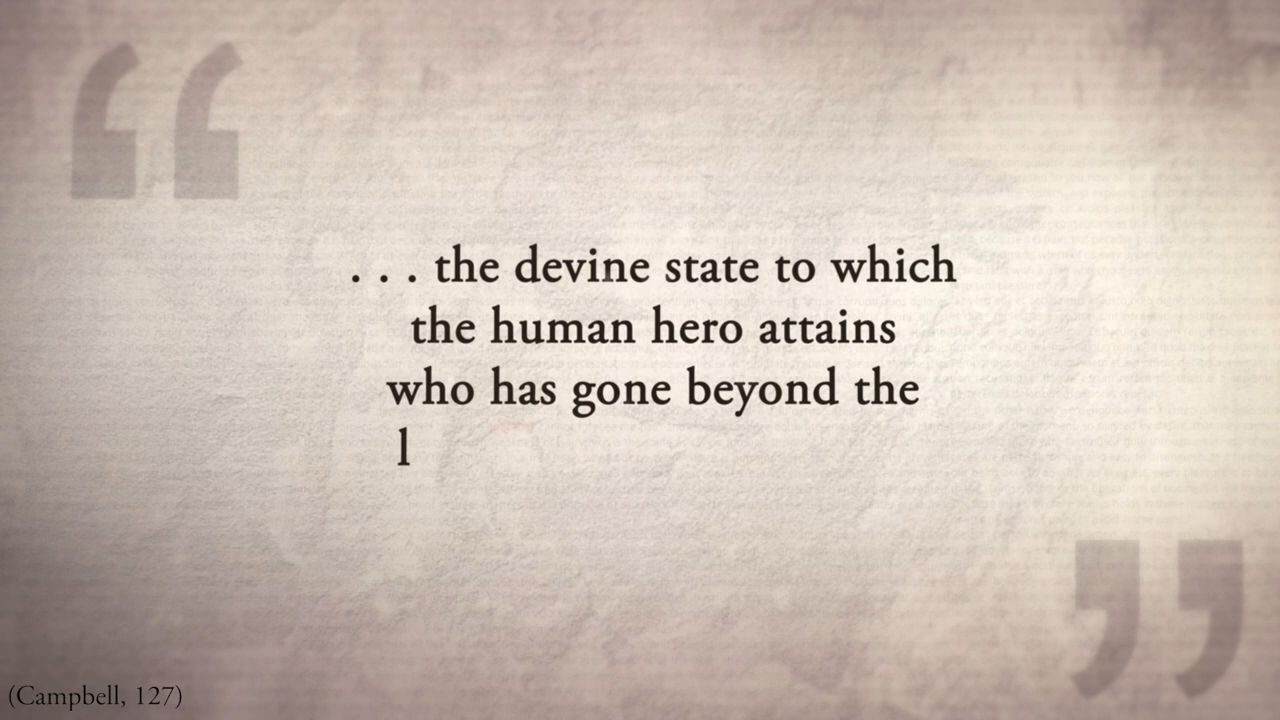 . . . the devine state to which
the human hero attains
who has gone beyond the
l
(Campbell, 127)